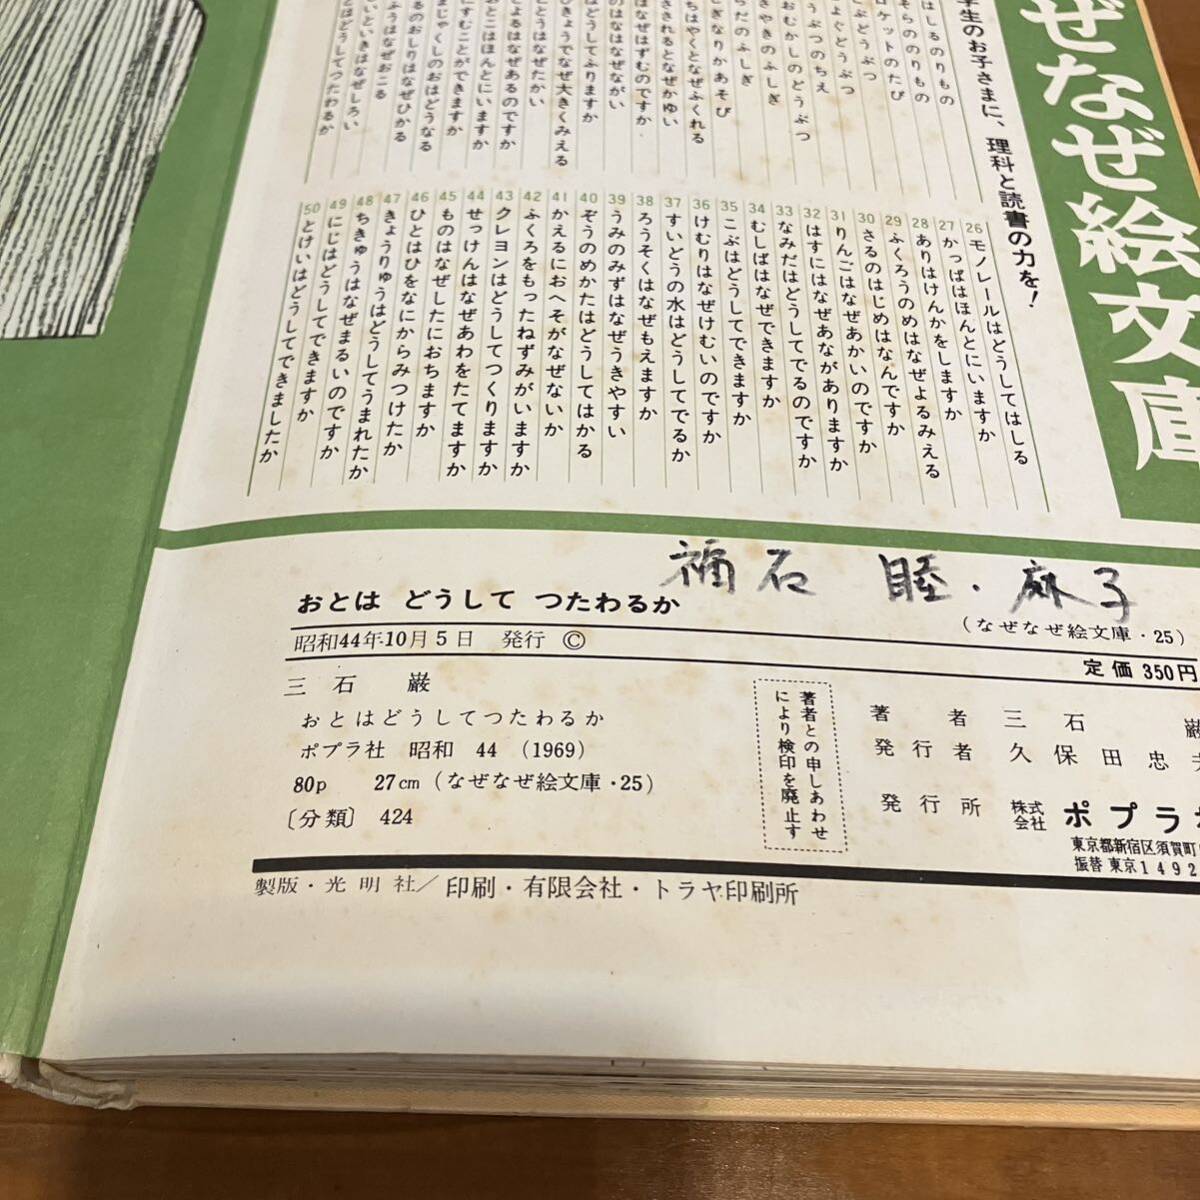 ぜなぜ絵文庫
学生のお子さまに、理科と読書の力を！
はしるのりもの
そらののりもの
ロケットのたび
こぶどうぶつ
およぐどうぶつ
うぶつのちえ
おおむかしのどうぶつ
きやきのふしぎ
らだのふしぎ
ぎなりかあそび
ちはやくとなぜふくれる
さされるとなぜかゆい
はなぜはずむのですか
のはなはなぜながい
はどうしてふりますか
ひきょうでなぜ大きくみえる
とうはなぜたかい
よるはなぜあるのですか
おとこはほんとにいますか
にすむことができますか
まじゃくしのおはどうなる
るのおしりはなぜひかる
ふうはなぜおこる
いといきはなぜしろい
とはどうしてつたわるか
26 モノレールはどうしてはしる
27 かっぱはほんとにいますか
28 ありはけんかをしますか
29 ふくろうのめはなぜよるみえる
30 さるのはじめはなんですか
31 りんごはなぜあかいのですか
32 はすにはなぜあながありますか
33 なみだはどうしてでるのですか
34 むしばはなぜできますか
35 こぶはどうしてできますか
36 けむりはなぜけむいのですか
37 すいどうの水はどうしてでるか
38 ろうそくはなぜもえますか
39 うみのみずはなぜうきやすい
40 ぞうのめかたはどうしてはかる
41 かえるにおへそがなぜないか
42 ふくろをもったねずみがいますか
43 クレヨンはどうしてつくりますか
44 せっけんはなぜあわをたてますか
45 ものはなぜしたにおちますか
46 ひとはひをなにからみつけたか
47 きょうりゅうはどうしてうまれたか
48 ちきゅうはなぜまるいのですか
49 にじはどうしてできますか
50 とけいはどうしてできましたか
福石 睦・麻子
おとは どうして つたわるか
（なぜなぜ絵文庫・25）
昭和44年10月5日 発行 ©
定価 350円
三石 巌
おとはどうしてつたわるか
ポプラ社 昭和 44 （1969）
80p 27cm（なぜなぜ絵文庫・25）
〔分類〕 424
著者との申しあわせ
により検印を廃止す
著者 三石 巌
発行者 久保田忠夫
発行所 株式会社 ポプラ
東京都新宿区須賀町
振替 東京1492
製版・光明社／印刷・有限会社・トラヤ印刷所